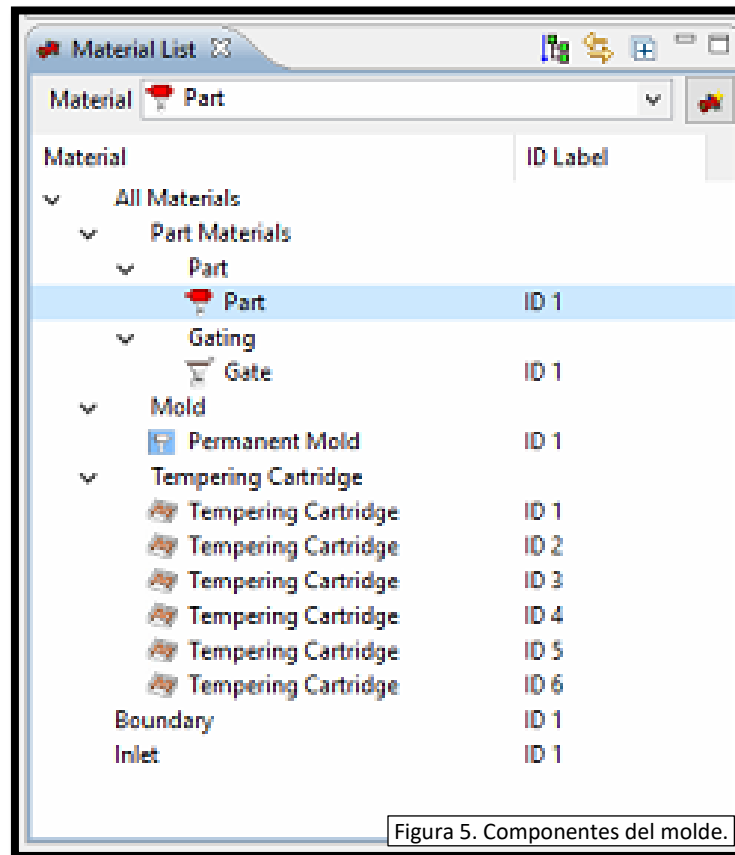 Material List
Material Part
Material ID Label
All Materials
Part Materials
Part
Part ID 1
Gating
Gate ID 1
Mold
Permanent Mold ID 1
Tempering Cartridge
Tempering Cartridge ID 1
Tempering Cartridge ID 2
Tempering Cartridge ID 3
Tempering Cartridge ID 4
Tempering Cartridge ID 5
Tempering Cartridge ID 6
Boundary ID 1
Inlet ID 1
Figura 5. Componentes del molde.